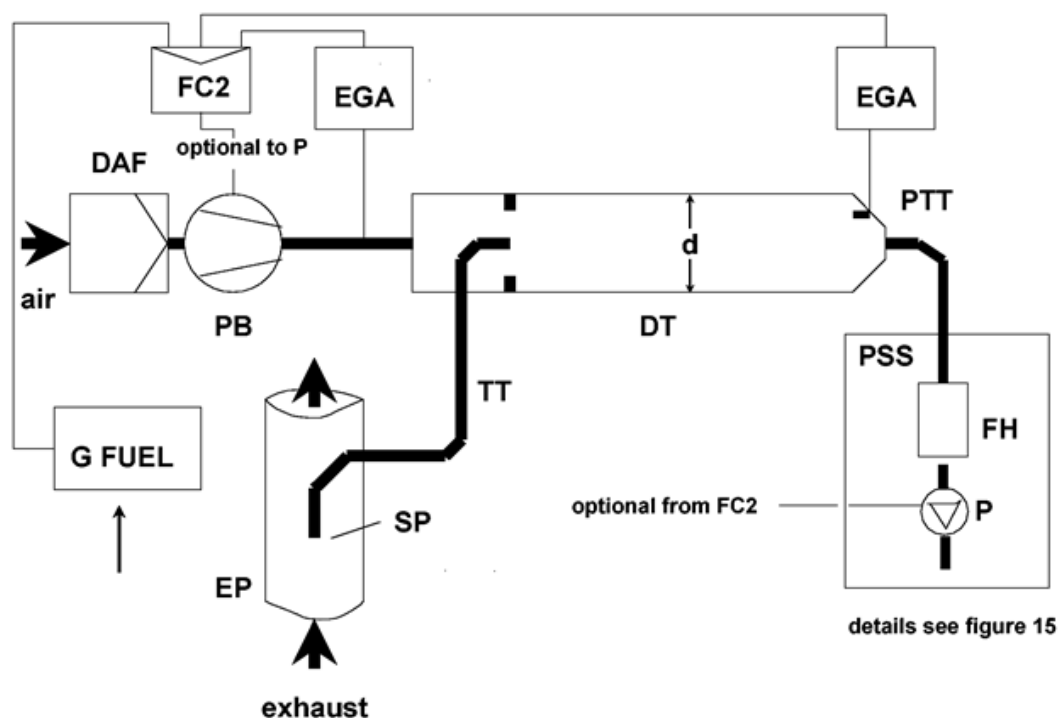 FC2
EGA
EGA
optional to P
DAF
PTT
d
air
PB
DT
PSS
TT
FH
G FUEL
optional from FC2
P
SP
EP
details see figure 15
exhaust